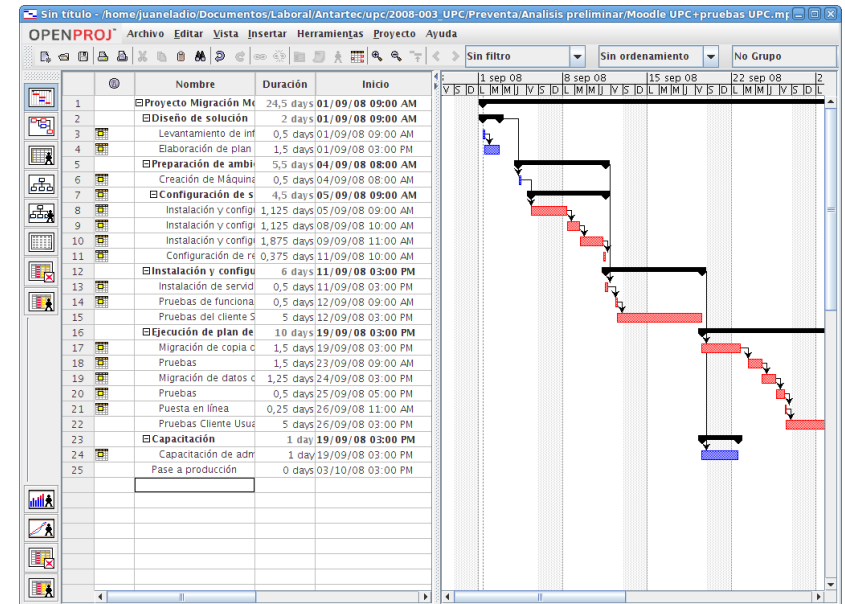 Sin título - /home/juaneladio/Documentos/Laboral/Antartec/upc/2008-003_UPC/Preventa/Analisis preliminar/Moodle UPC+pruebas UPC.mp
OPENPROJ Archivo Editar Vista Insertar Herramientas Proyecto Ayuda
Sin filtro Sin ordenamiento No Grupo
Nombre Duración Inicio
1 sep 08 8 sep 08 15 sep 08 22 sep 08 2
V S D L M M J V S D L M M J V S D L M M J V S D L M M J V S D L
1 Proyecto Migración Mo 24,5 days 01/09/08 09:00 AM
2 Diseño de solución 2 days 01/09/08 09:00 AM
3 Levantamiento de inf 0,5 days 01/09/08 09:00 AM
4 Elaboración de plan 1,5 days 01/09/08 03:00 PM
5 Preparación de ambi 5,5 days 04/09/08 08:00 AM
6 Creación de Máquina 0,5 days 04/09/08 08:00 AM
7 Configuración de s 4,5 days 05/09/08 09:00 AM
8 Instalación y config 1,125 days 05/09/08 09:00 AM
9 Instalación y config 1,125 days 08/09/08 10:00 AM
10 Instalación y config 1,875 days 09/09/08 11:00 AM
11 Configuración de re 0,375 days 11/09/08 10:00 AM
12 Instalación y configu 6 days 11/09/08 03:00 PM
13 Instalación de servid 0,5 days 11/09/08 03:00 PM
14 Pruebas de funciona 0,5 days 12/09/08 09:00 AM
15 Pruebas del cliente S 5 days 12/09/08 03:00 PM
16 Ejecución de plan de 10 days 19/09/08 03:00 PM
17 Migración de copia d 1,5 days 19/09/08 03:00 PM
18 Pruebas 1,5 days 23/09/08 09:00 AM
19 Migración de datos d 1,25 days 24/09/08 03:00 PM
20 Pruebas 0,5 days 25/09/08 05:00 PM
21 Puesta en línea 0,25 days 26/09/08 11:00 AM
22 Pruebas Cliente Usua 5 days 26/09/08 03:00 PM
23 Capacitación 1 day 19/09/08 03:00 PM
24 Capacitación de adm 1 day 19/09/08 03:00 PM
25 Pase a producción 0 days 03/10/08 03:00 PM